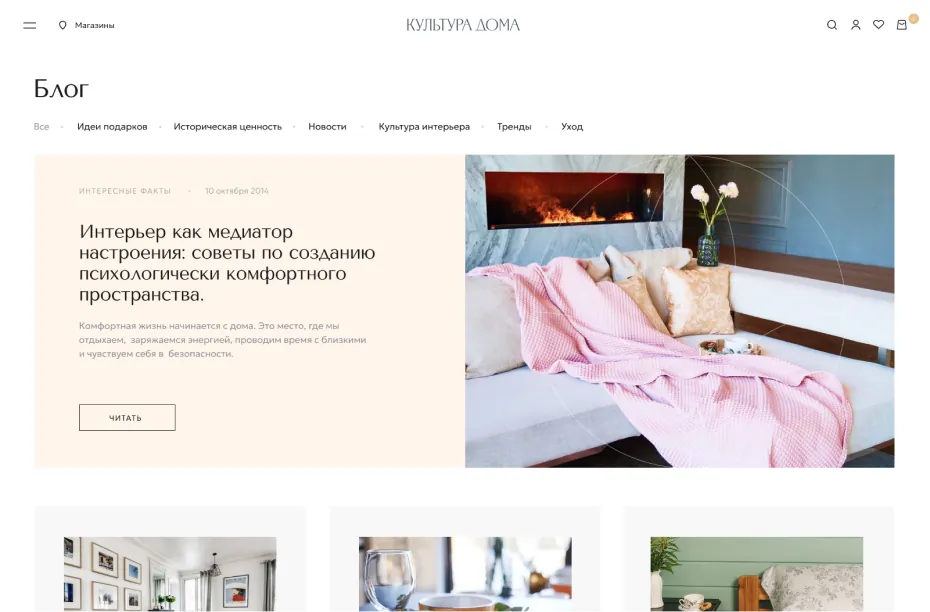 Магазины
КУЛЬТУРА ДОМА
Блог
Все • Идеи подарков • Историческая ценность • Новости • Культура интерьера • Тренды • Уход
ИНТЕРЕСНЫЕ ФАКТЫ • 10 октября 2014
Интерьер как медиатор
настроения: советы по созданию
психологически комфортного
пространства.
Комфортная жизнь начинается с дома. Это место, где мы
отдыхаем, заряжаемся энергией, проводим время с близкими
и чувствуем себя в безопасности.
ЧИТАТЬ